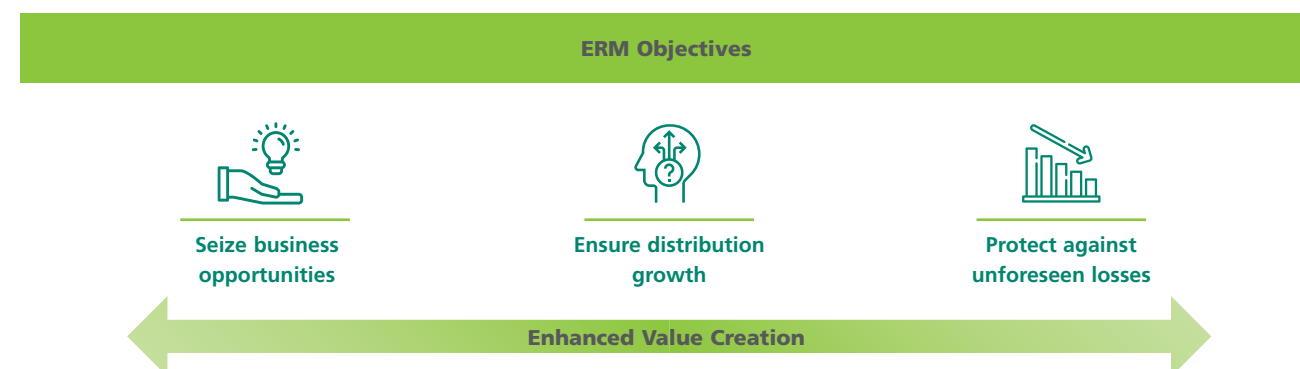 ERM Objectives
?
Seize business
opportunities
Ensure distribution
growth
Protect against
unforeseen losses
Enhanced Value Creation